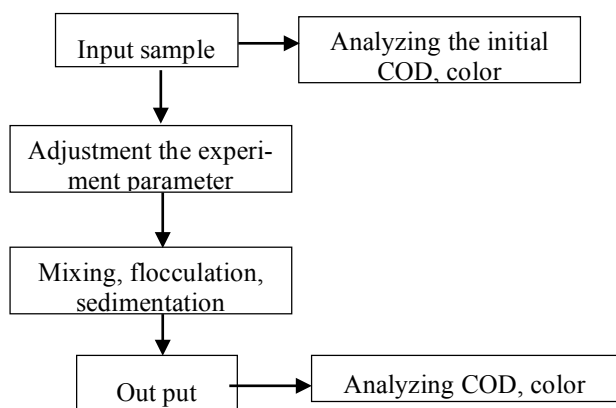 Input sample
Analyzing the initial
COD, color
Adjustment the experi-
ment parameter
Mixing, flocculation,
sedimentation
Out put
Analyzing COD, color